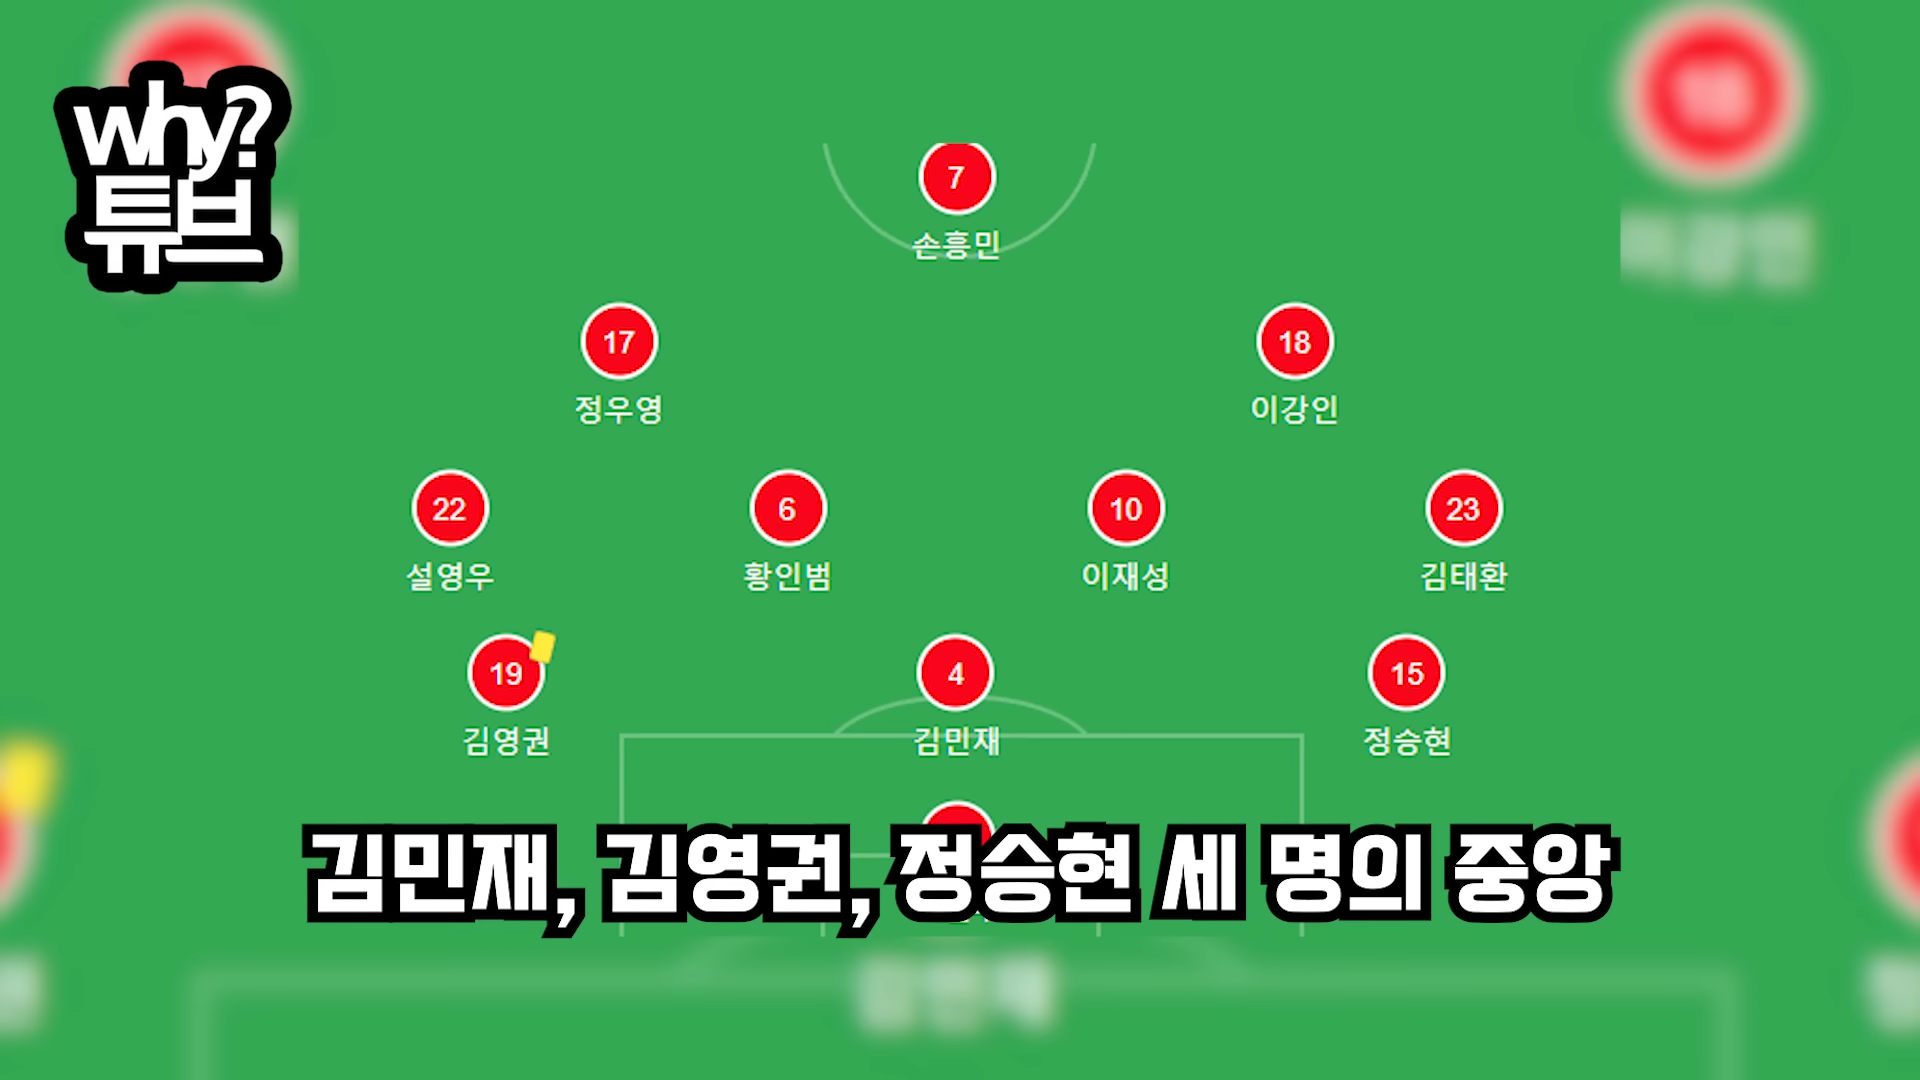 why?
튜브
7
손흥민
17
18
정우영
이강인
22
6
10
23
설영우
황인범
이재성
김태환
19
4
15
김영권
김민재
정승현
김민재, 김영권, 정승현 세 명의 중앙